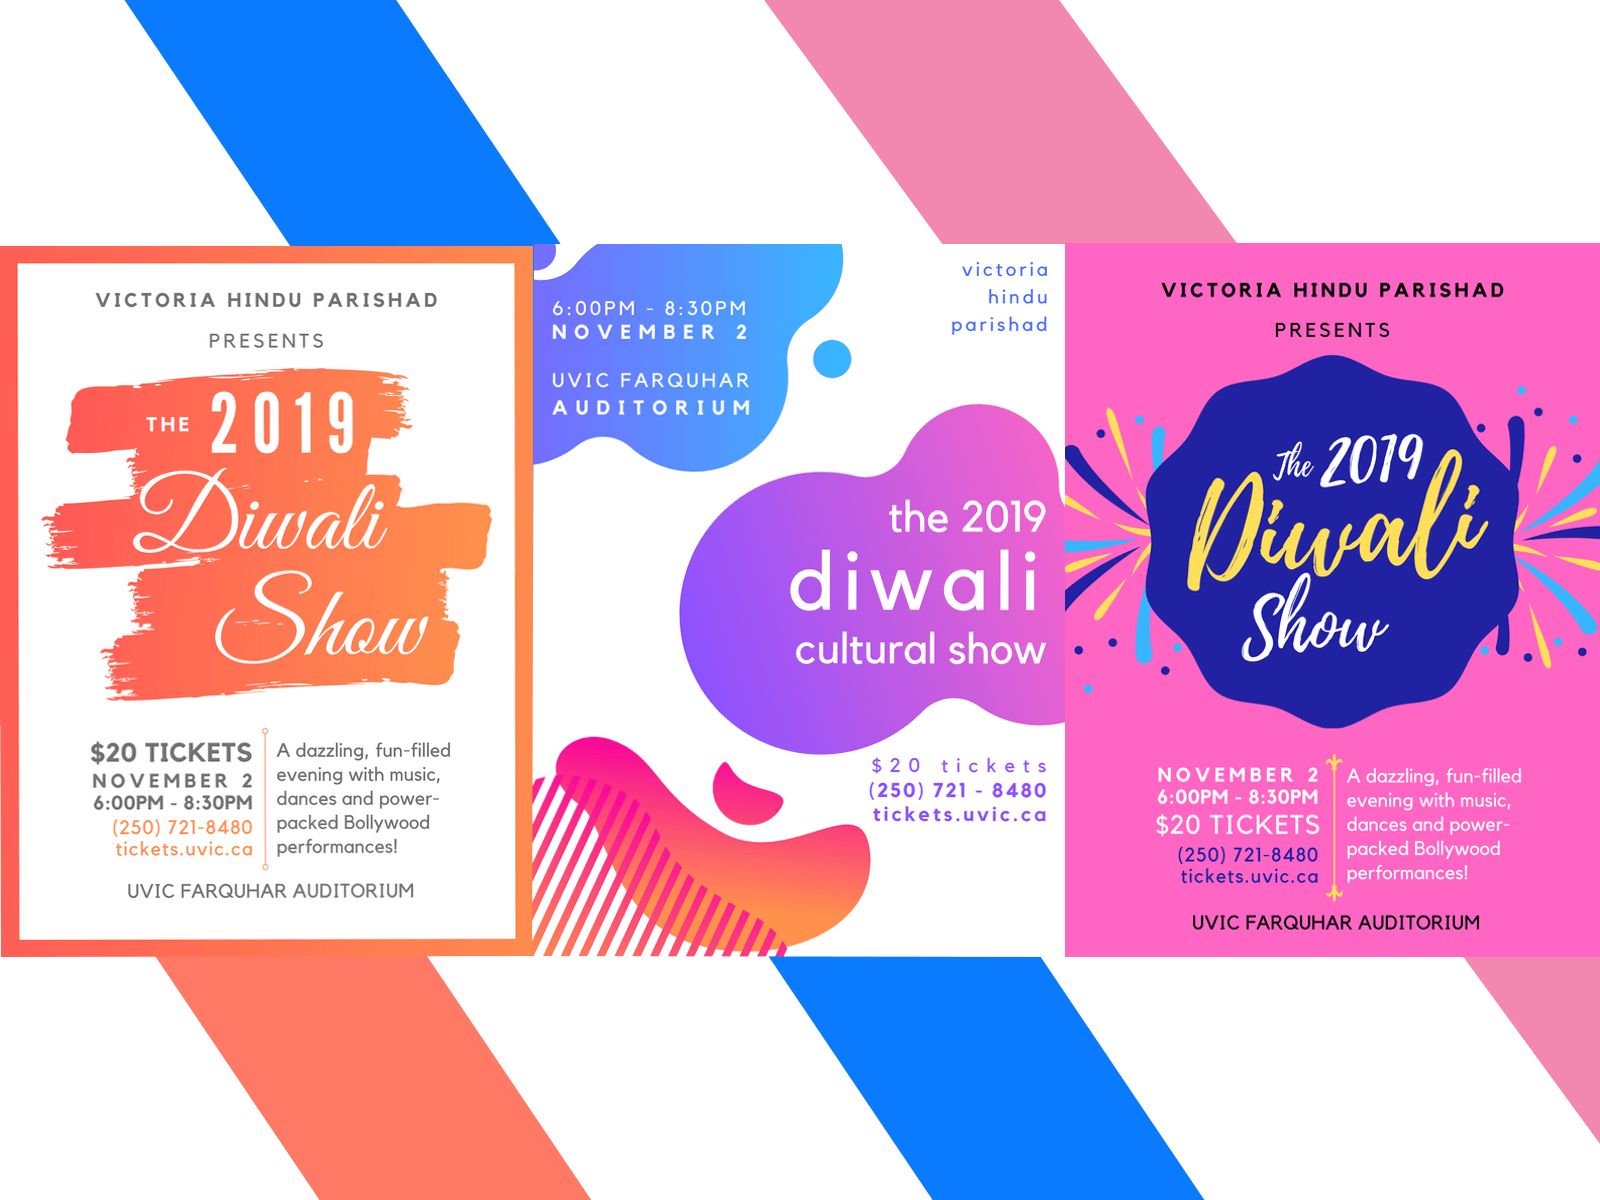 VICTORIA HINDU PARISHAD
PRESENTS
THE 2019
Diwali
Show
$20 TICKETS
NOVEMBER 2
6:00PM - 8:30PM
(250) 721-8480
tickets.uvic.ca
A dazzling, fun-filled
evening with music,
dances and power-
packed Bollywood
performances!
UVIC FARQUHAR AUDITORIUM
6:00PM - 8:30PM
NOVEMBER 2
UVIC FARQUHAR
AUDITORIUM
victoria
hindu
parishad
the 2019
diwali
cultural show
$20 tickets
(250) 721 - 8480
tickets.uvic.ca
VICTORIA HINDU PARISHAD
PRESENTS
The 2019
Diwali
Show
NOVEMBER 2
6:00PM - 8:30PM
$20 TICKETS
(250) 721-8480
tickets.uvic.ca
A dazzling, fun-filled
evening with music,
dances and power-
packed Bollywood
performances!
UVIC FARQUHAR AUDITORIUM